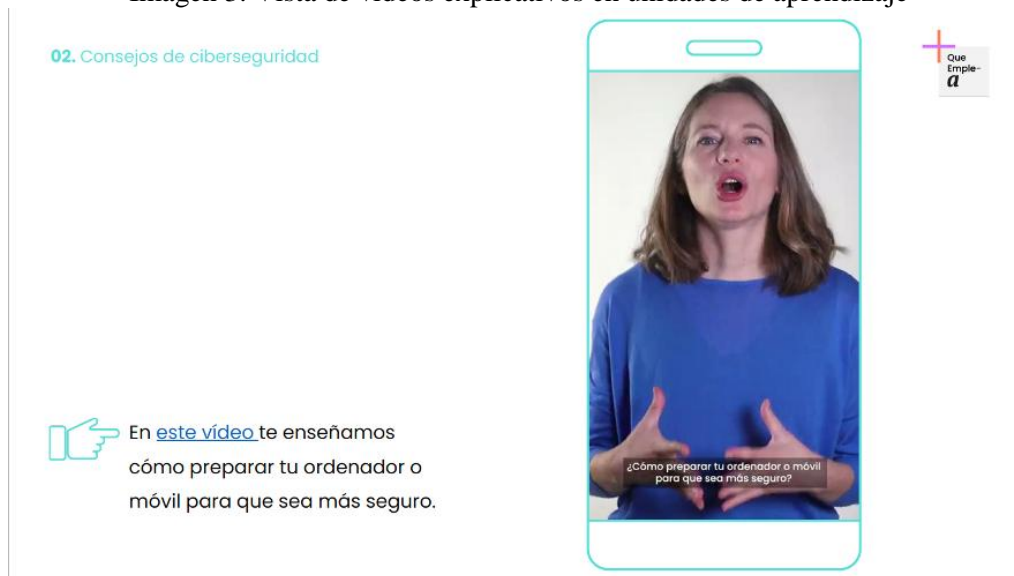 Imagen 3: Vista de vídeos explicativos en unidades de aprendizaje
02. Consejos de ciberseguridad
Que
Emple-
a
En este vídeo te enseñamos
cómo preparar tu ordenador o
móvil para que sea más seguro.
¿Cómo preparar tu ordenador o móvil
para que sea más seguro?